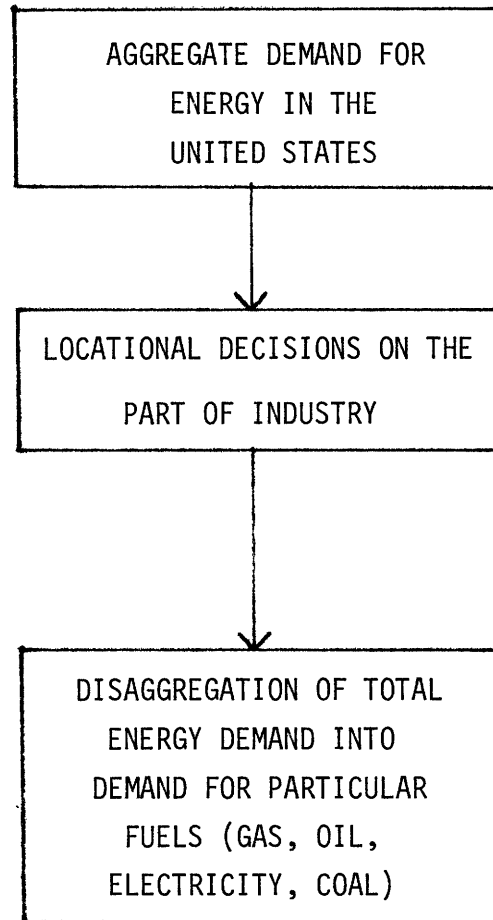 AGGREGATE DEMAND FOR
ENERGY IN THE
UNITED STATES
LOCATIONAL DECISIONS ON THE
PART OF INDUSTRY
DISAGGREGATION OF TOTAL
ENERGY DEMAND INTO
DEMAND FOR PARTICULAR
FUELS (GAS, OIL,
ELECTRICITY, COAL)